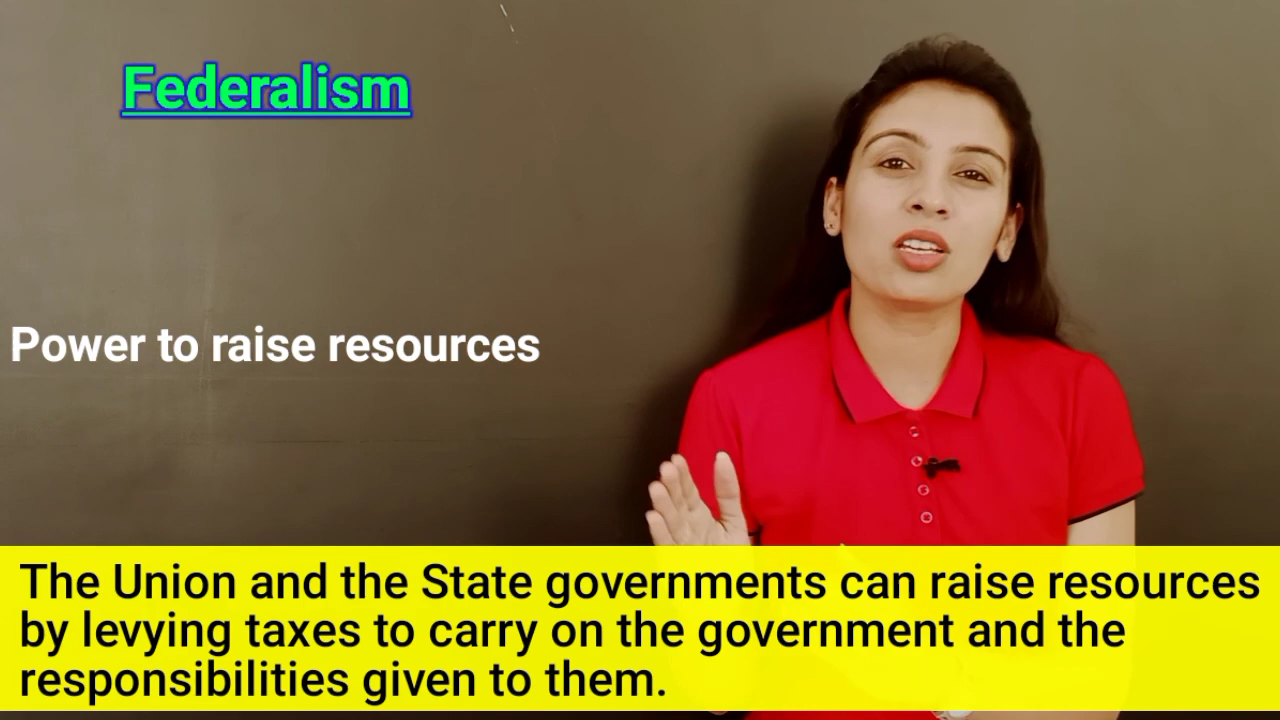 Federalism
Power to raise resources
The Union and the State governments can raise resources
by levying taxes to carry on the government and the
responsibilities given to them.